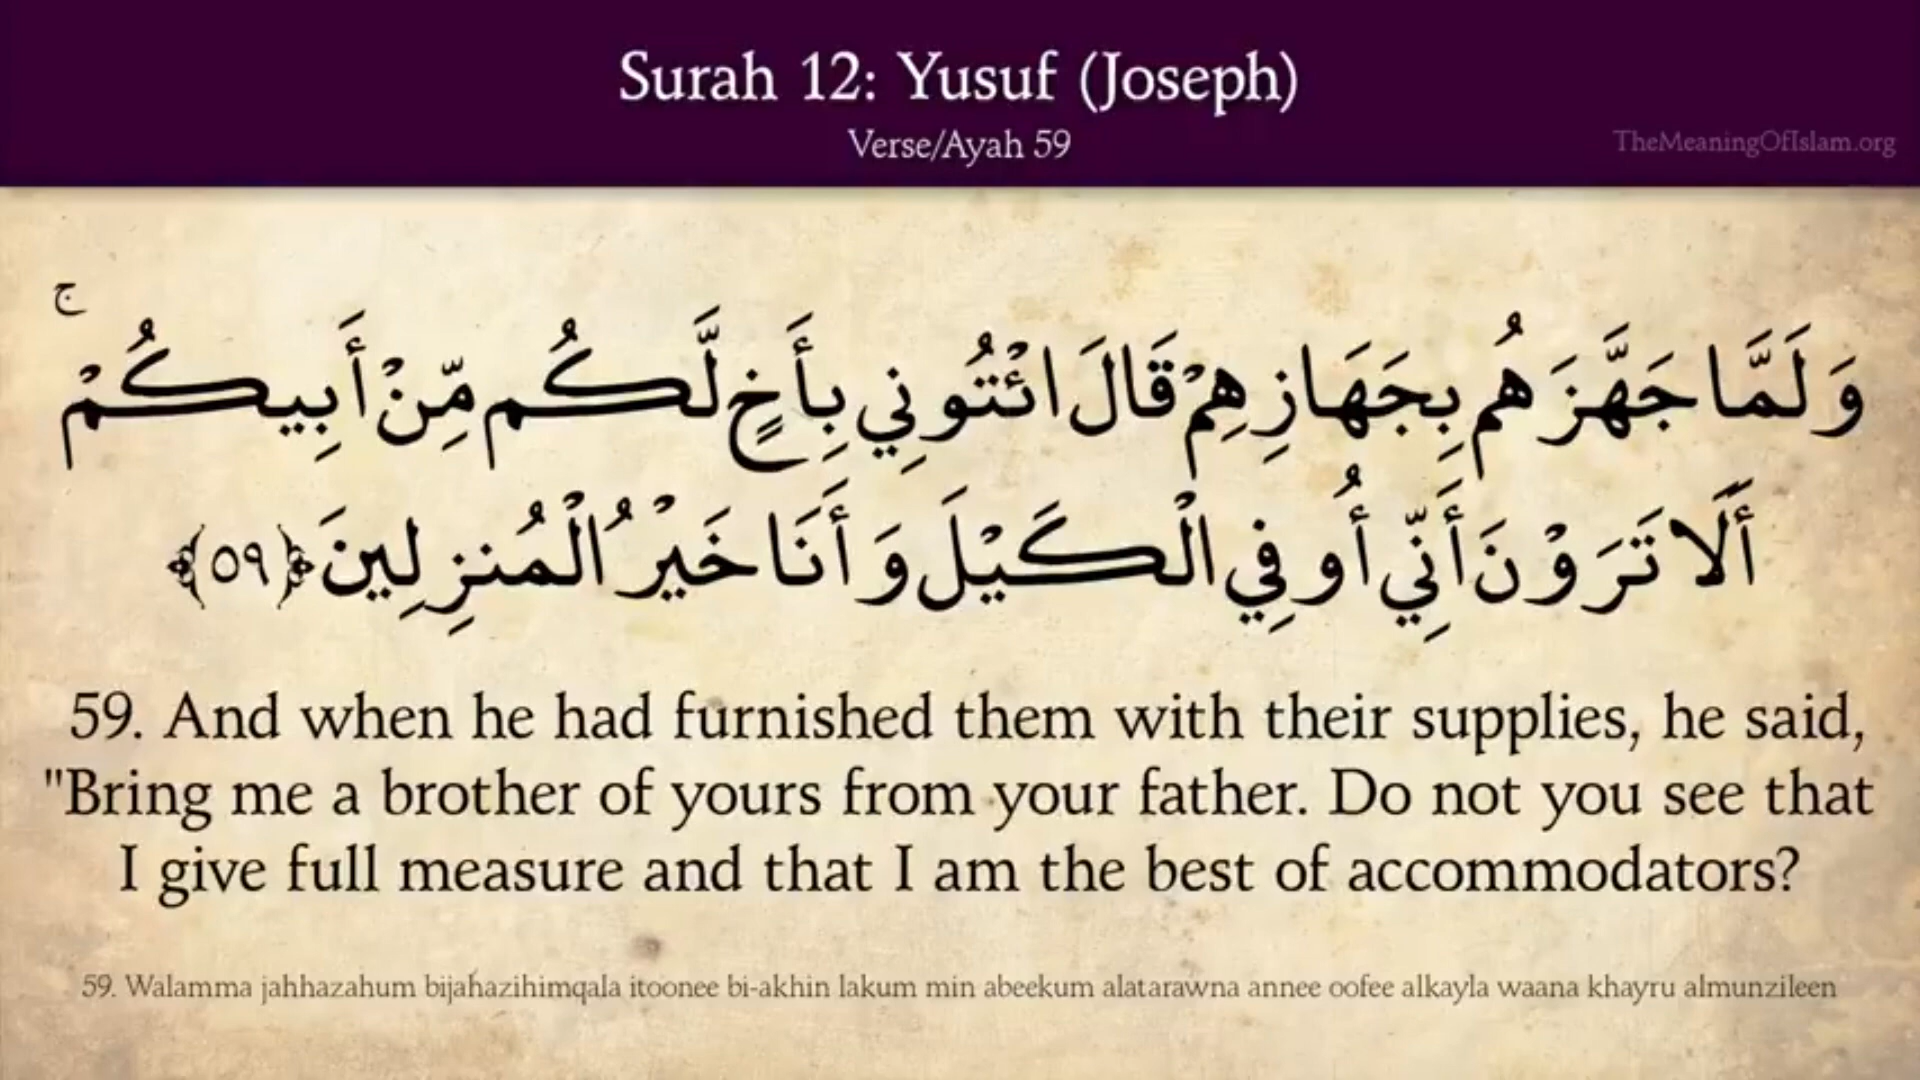 Surah 12: Yusuf (Joseph)
Verse/Ayah 59
TheMeaningOfIslam.org
وَلَمَّا جَهَّزَهُم بِجَهَازِهِمْ قَالَ ائْتُونِي بِأَخٍ لَّكُم مِّنْ أَبِيكُمْ ۚ
أَلَا تَرَوْنَ أَنِّي أُوفِي الْكَيْلَ وَأَنَا خَيْرُ الْمُنزِلِينَ ﴿٥٩﴾
59. And when he had furnished them with their supplies, he said,
"Bring me a brother of yours from your father. Do not you see that
I give full measure and that I am the best of accommodators?
59. Walamma jahhazahum bijahazihimqala itoonee bi-akhin lakum min abeekum alatarawna annee oofee alkayla waana khayru almunzileen